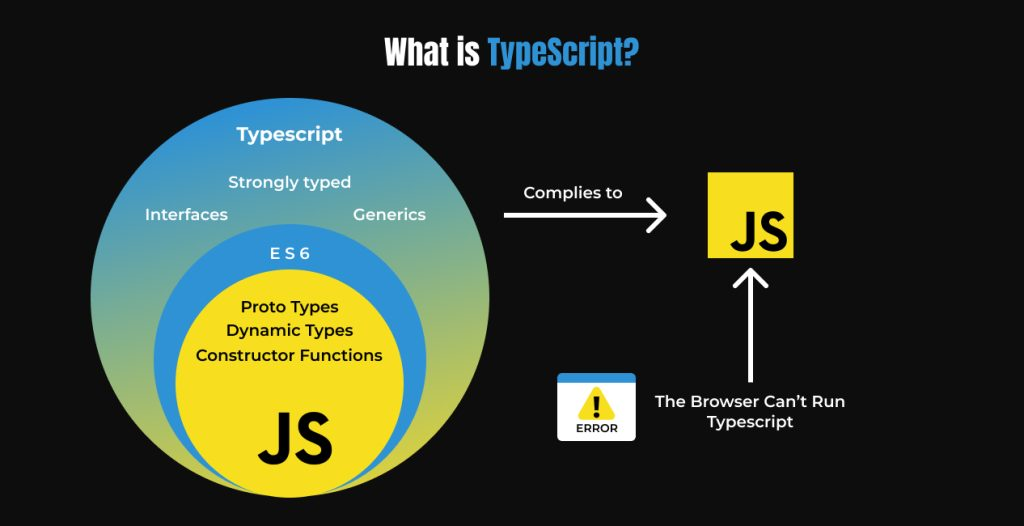 What is TypeScript?
Typescript
Strongly typed
Interfaces
Generics
E S 6
Proto Types
Dynamic Types
Constructor Functions
JS
Complies to
JS
ERROR
The Browser Can’t Run
Typescript